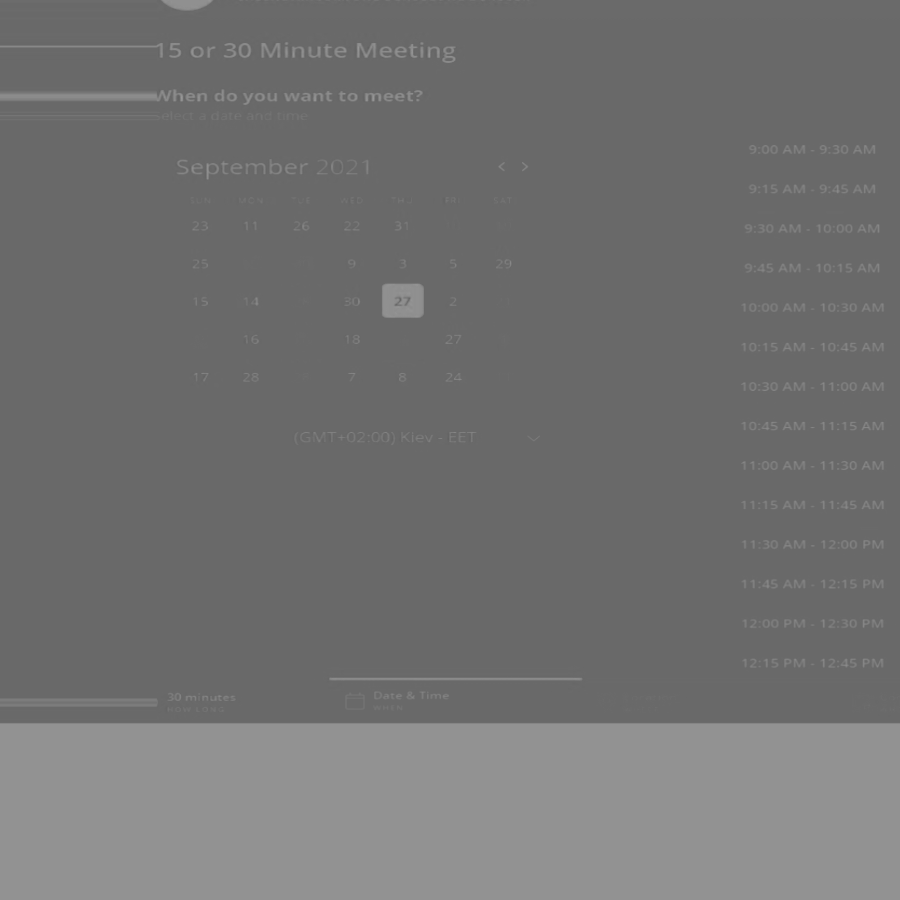 15 or 30 Minute Meeting
When do you want to meet?
Select a date and time
September 2021 < >
SUN MON TUE WED THU FRI SAT
23 11 26 22 31
25 9 3 5 29
15 14 30 27 2
16 18 27
17 28 7 8 24
(GMT+02:00) Kiev - EET
9:00 AM - 9:30 AM
9:15 AM - 9:45 AM
9:30 AM - 10:00 AM
9:45 AM - 10:15 AM
10:00 AM - 10:30 AM
10:15 AM - 10:45 AM
10:30 AM - 11:00 AM
10:45 AM - 11:15 AM
11:00 AM - 11:30 AM
11:15 AM - 11:45 AM
11:30 AM - 12:00 PM
11:45 AM - 12:15 PM
12:00 PM - 12:30 PM
12:15 PM - 12:45 PM
30 minutes
HOW LONG
Date & Time
WHEN